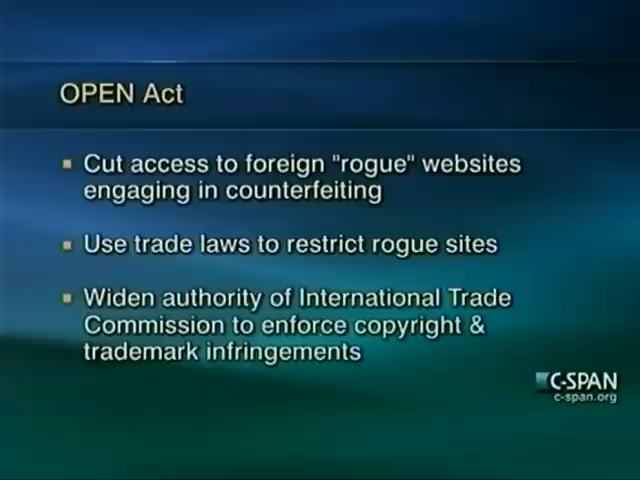 OPEN Act
Cut access to foreign "rogue" websites
engaging in counterfeiting
Use trade laws to restrict rogue sites
Widen authority of International Trade
Commission to enforce copyright &
trademark infringements
C-SPAN
c-span.org